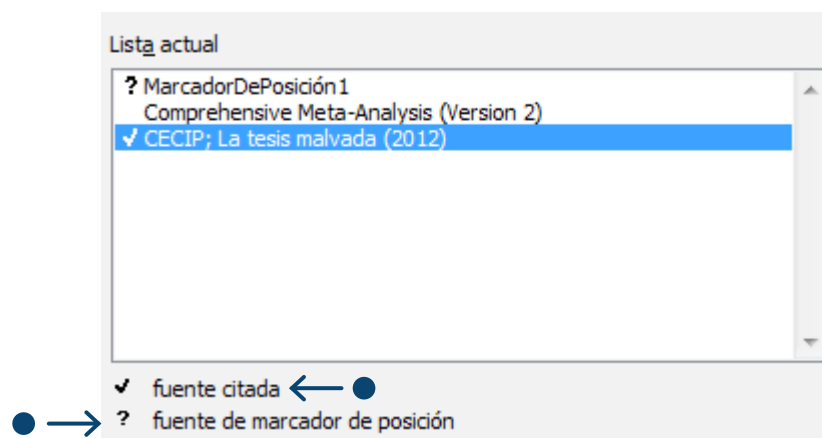 Lista actual
? MarcadorDePosición1
Comprehensive Meta-Analysis (Version 2)
✓ CECIP; La tesis malvada (2012)
✓ fuente citada
? fuente de marcador de posición